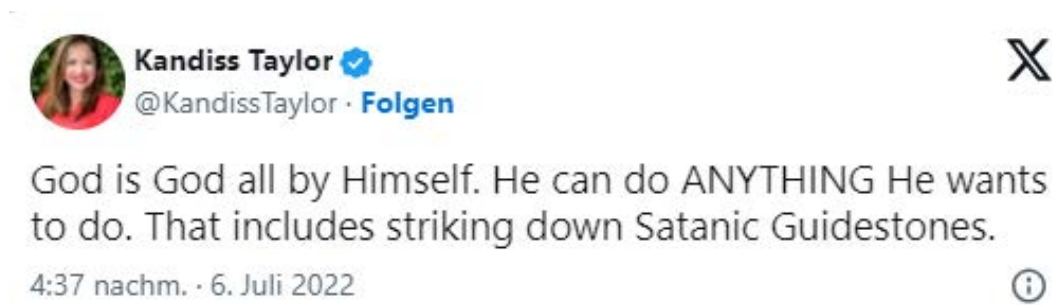 Kandiss Taylor
@KandissTaylor · Folgen
God is God all by Himself. He can do ANYTHING He wants
to do. That includes striking down Satanic Guidestones.
4:37 nachm. · 6. Juli 2022